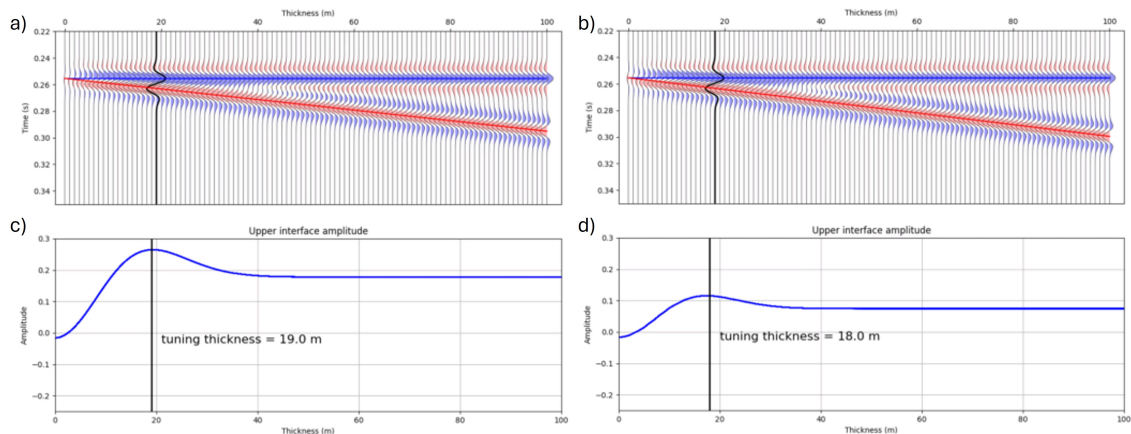 a)
Thickness (m)
0 20 40 60 80 100
0.22
0.24
0.26
0.28
0.30
0.32
0.34
Time (s)
b)
Thickness (m)
0 20 40 60 80 100
0.22
0.24
0.26
0.28
0.30
0.32
0.34
Time (s)
c)
Upper interface amplitude
0.3
0.2
0.1
0.0
−0.1
−0.2
Amplitude
tuning thickness = 19.0 m
0 20 40 60 80 100
Thickness (m)
d)
Upper interface amplitude
0.3
0.2
0.1
0.0
−0.1
−0.2
Amplitude
tuning thickness = 18.0 m
0 20 40 60 80 100
Thickness (m)